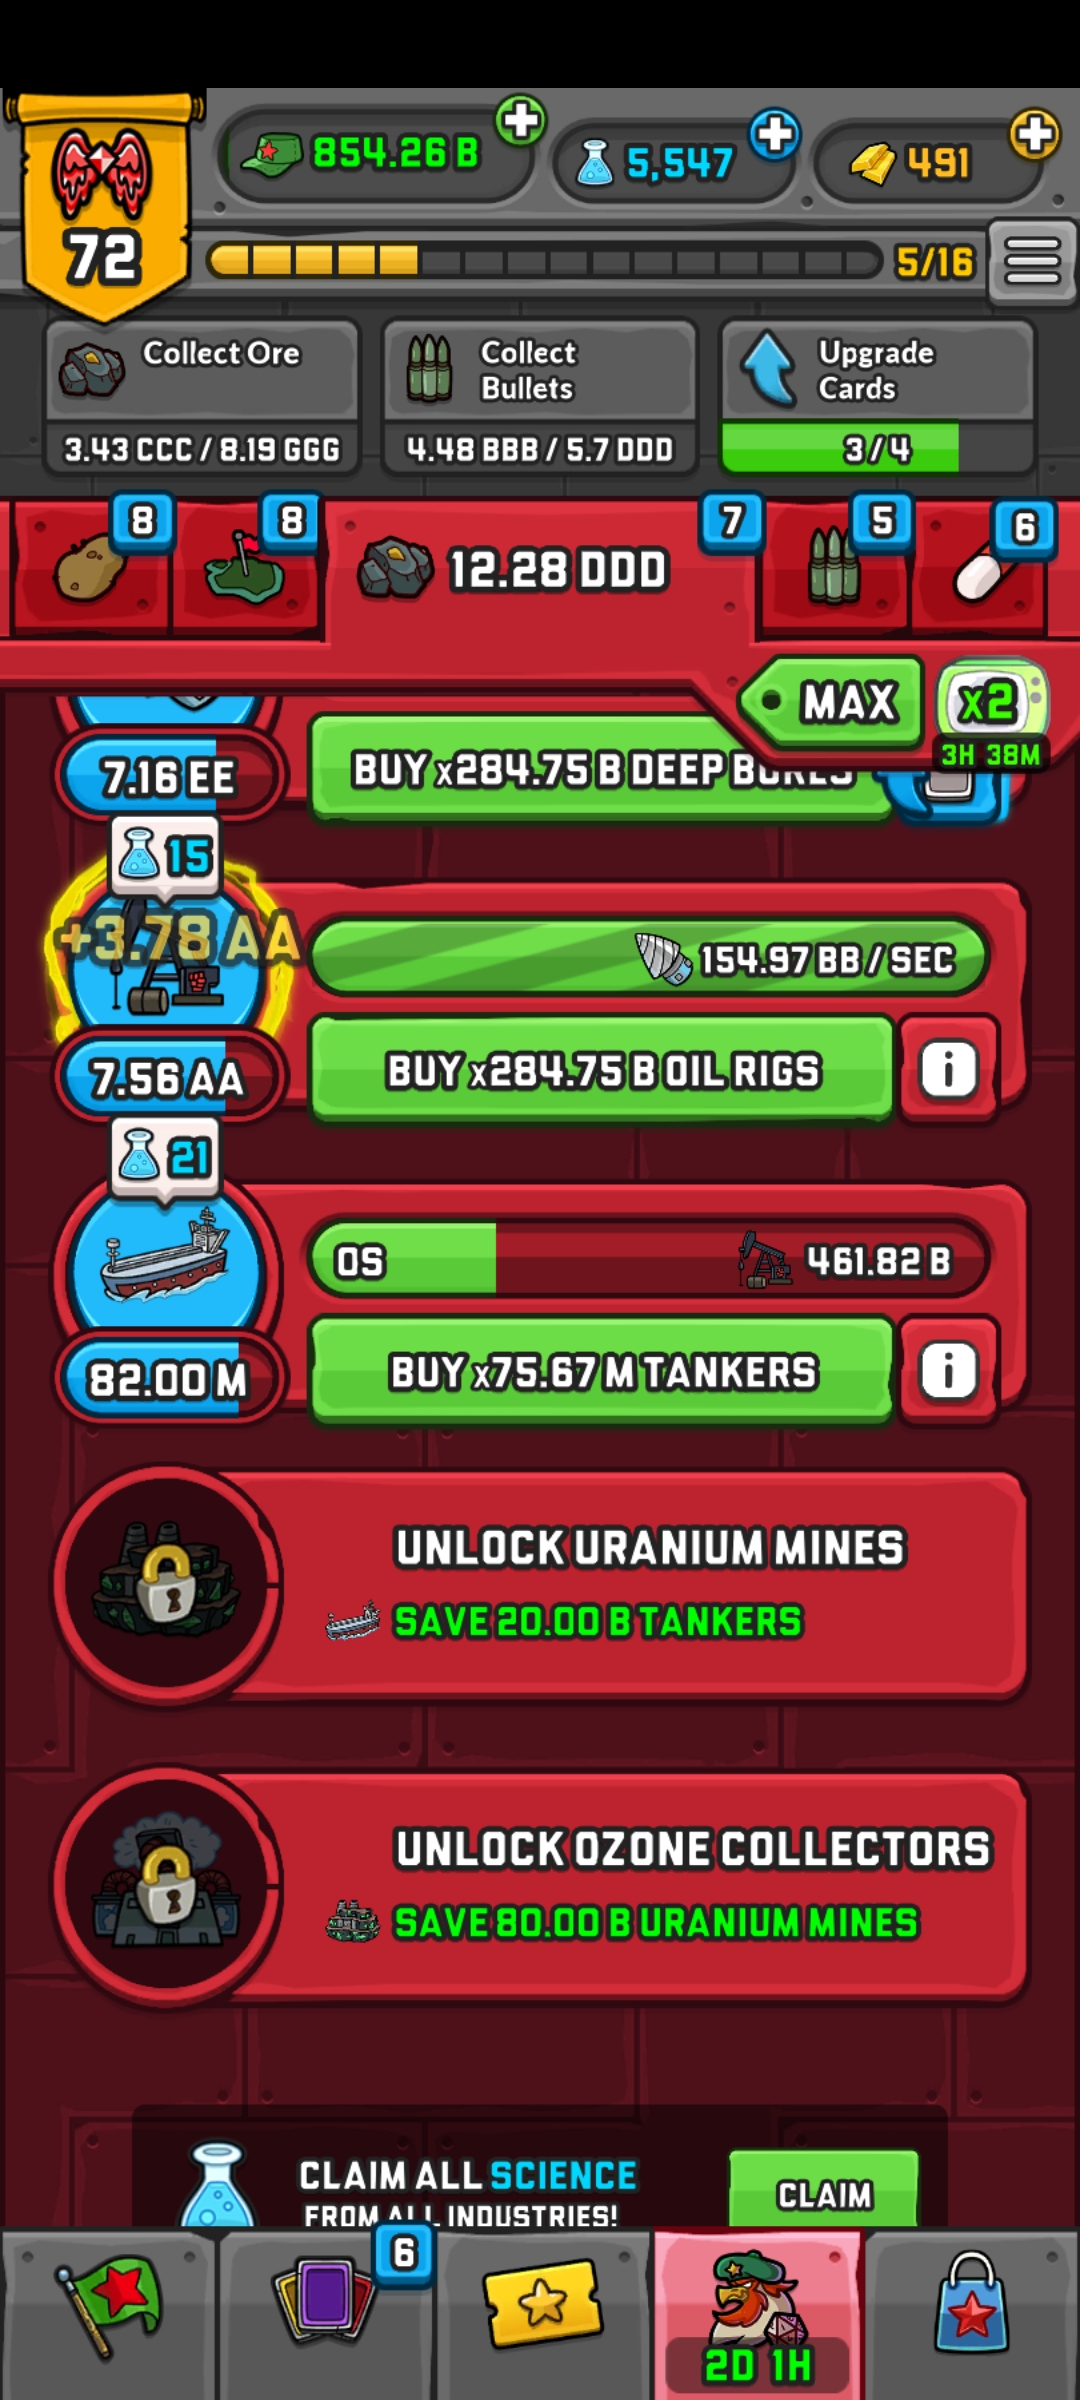 854.26 B
5,547
491
72
5/16
Collect Ore
3.43 CCC / 8.19 GGG
Collect
Bullets
4.48 BBB / 5.7 DDD
Upgrade
Cards
3/4
8
8
12.28 DDD
7
5
6
MAX
x2
3H 38M
7.16 EE
BUY x284.75 B DEEP BORES
15
+3.78 AA
154.97 BB / SEC
7.56 AA
BUY x284.75 B OIL RIGS
i
21
0S
461.82 B
82.00 M
BUY x75.67 M TANKERS
i
UNLOCK URANIUM MINES
SAVE 20.00 B TANKERS
UNLOCK OZONE COLLECTORS
SAVE 80.00 B URANIUM MINES
CLAIM ALL SCIENCE
FROM ALL INDUSTRIES!
CLAIM
6
2D 1H